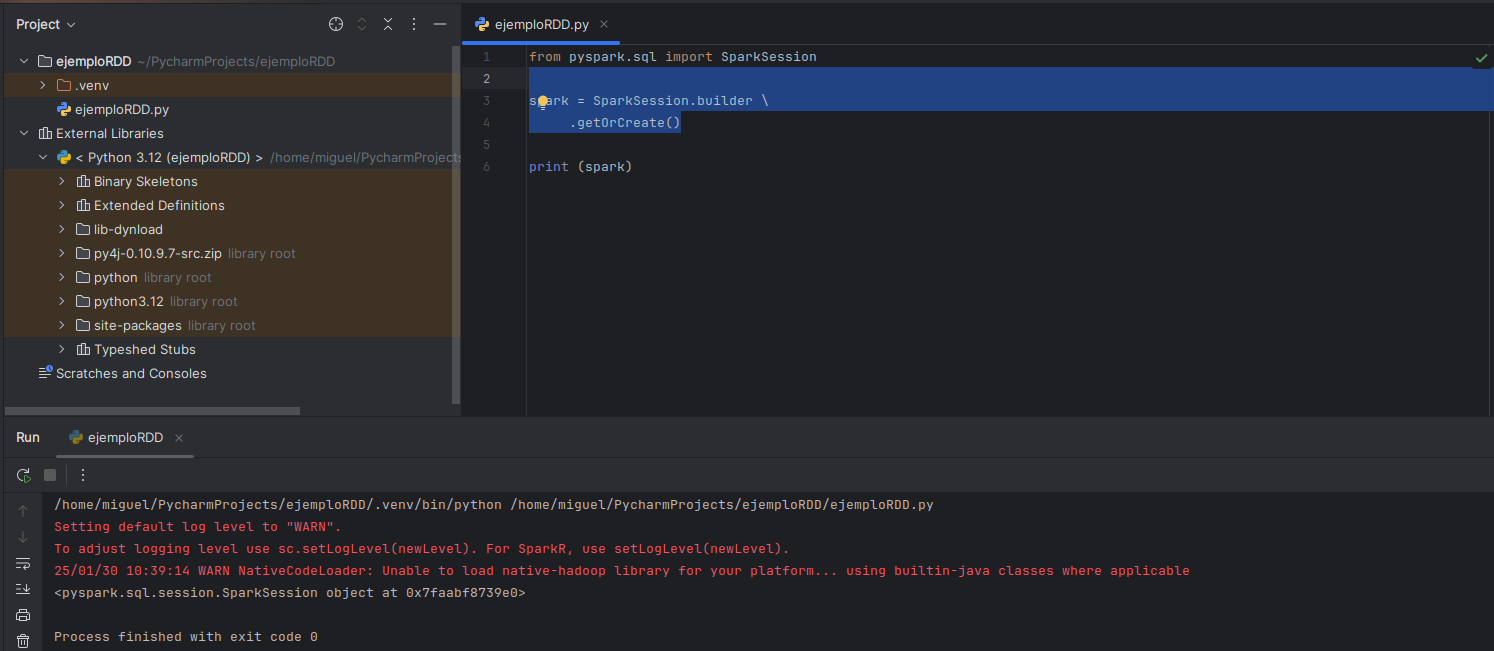 Project
ejemploRDD ~/PycharmProjects/ejemploRDD
.venv
ejemploRDD.py
External Libraries
< Python 3.12 (ejemploRDD) > /home/miguel/PycharmProjects
Binary Skeletons
Extended Definitions
lib-dynload
py4j-0.10.9.7-src.zip library root
python library root
python3.12 library root
site-packages library root
Typeshed Stubs
Scratches and Consoles
ejemploRDD.py
1 from pyspark.sql import SparkSession
2
3 spark = SparkSession.builder \
4 .getOrCreate()
5
6 print (spark)
Run ejemploRDD
/home/miguel/PycharmProjects/ejemploRDD/.venv/bin/python /home/miguel/PycharmProjects/ejemploRDD/ejemploRDD.py
Setting default log level to "WARN".
To adjust logging level use sc.setLogLevel(newLevel). For SparkR, use setLogLevel(newLevel).
25/01/30 10:39:14 WARN NativeCodeLoader: Unable to load native-hadoop library for your platform... using builtin-java classes where applicable
<pyspark.sql.session.SparkSession object at 0x7faabf8739e0>
Process finished with exit code 0